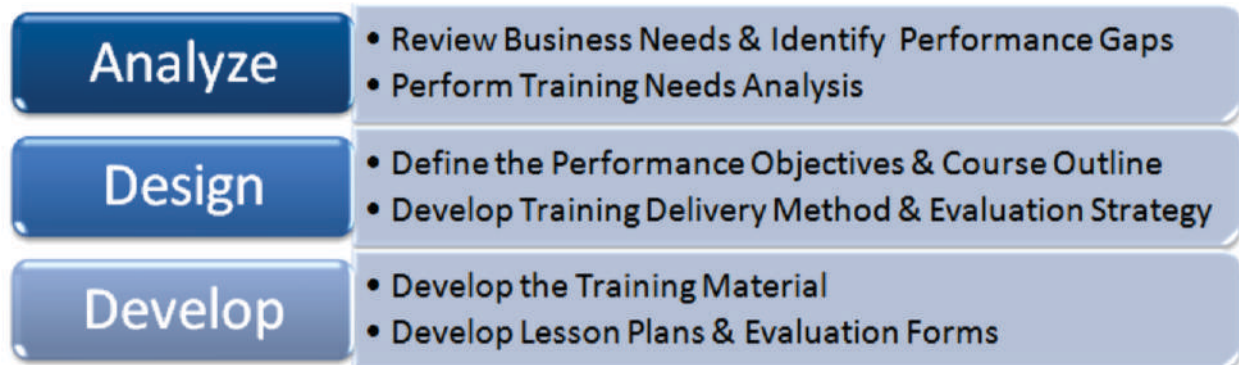 Analyze
• Review Business Needs & Identify Performance Gaps
• Perform Training Needs Analysis
Design
• Define the Performance Objectives & Course Outline
• Develop Training Delivery Method & Evaluation Strategy
Develop
• Develop the Training Material
• Develop Lesson Plans & Evaluation Forms